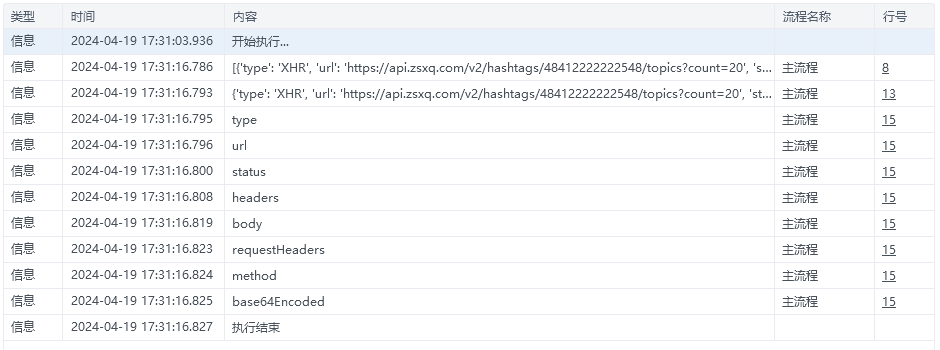 类型 时间 内容 流程名称 行号
信息 2024-04-19 17:31:03.936 开始执行...
信息 2024-04-19 17:31:16.786 [{'type': 'XHR', 'url': 'https://api.zsxq.com/v2/hashtags/48412222222548/topics?count=20', 's... 主流程 8
信息 2024-04-19 17:31:16.793 {'type': 'XHR', 'url': 'https://api.zsxq.com/v2/hashtags/48412222222548/topics?count=20', 'st... 主流程 13
信息 2024-04-19 17:31:16.795 type 主流程 15
信息 2024-04-19 17:31:16.796 url 主流程 15
信息 2024-04-19 17:31:16.800 status 主流程 15
信息 2024-04-19 17:31:16.808 headers 主流程 15
信息 2024-04-19 17:31:16.819 body 主流程 15
信息 2024-04-19 17:31:16.823 requestHeaders 主流程 15
信息 2024-04-19 17:31:16.824 method 主流程 15
信息 2024-04-19 17:31:16.825 base64Encoded 主流程 15
信息 2024-04-19 17:31:16.827 执行结束